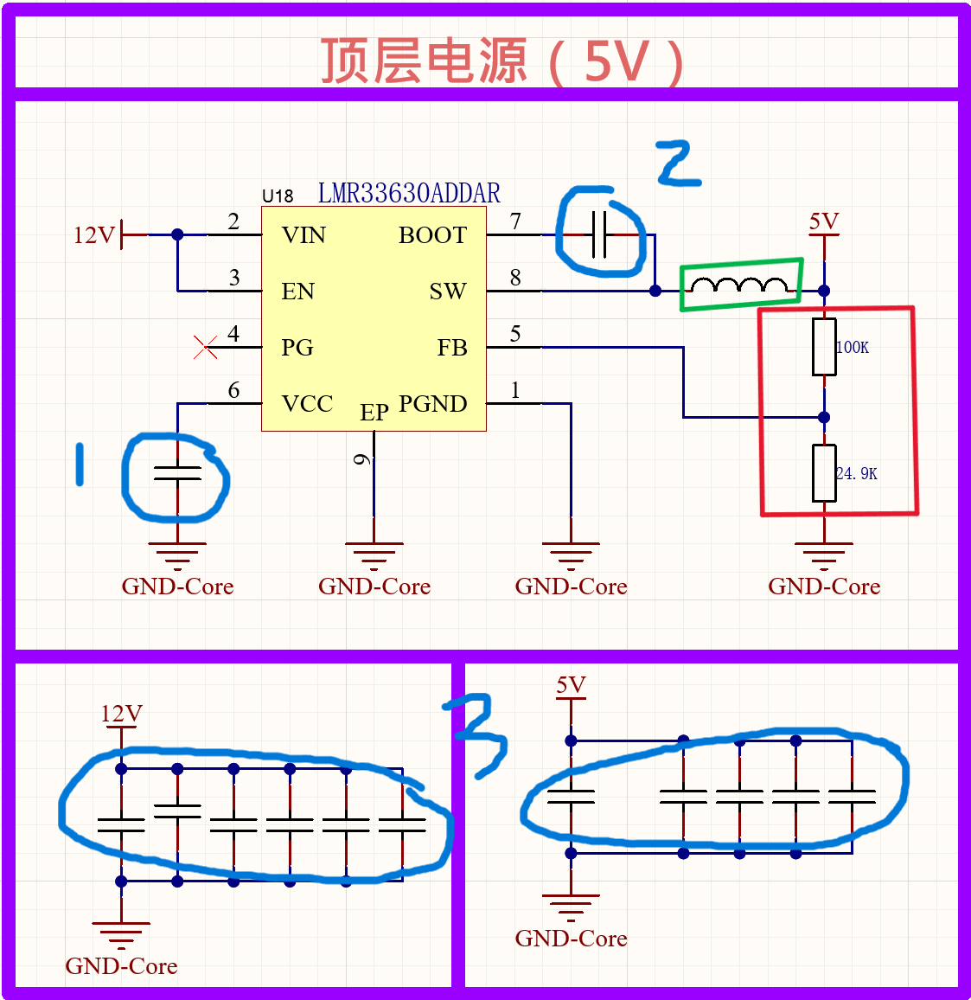 顶层电源（5V）
2
U18 LMR33630ADDAR
12V
2 VIN BOOT 7
5V
3 EN SW 8
4 PG FB 5
100K
6 VCC EP PGND 1
9
1
24.9K
GND-Core GND-Core GND-Core GND-Core
12V
3
5V
GND-Core
GND-Core